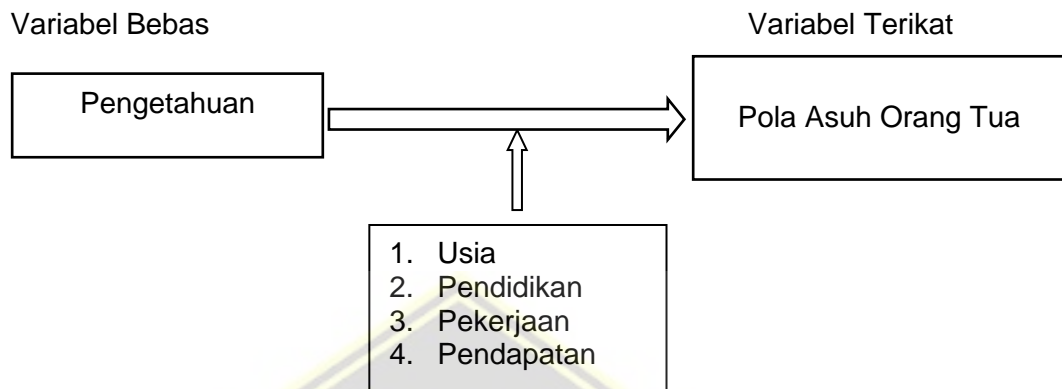 Variabel Bebas
Variabel Terikat
Pengetahuan
Pola Asuh Orang Tua
1. Usia
2. Pendidikan
3. Pekerjaan
4. Pendapatan